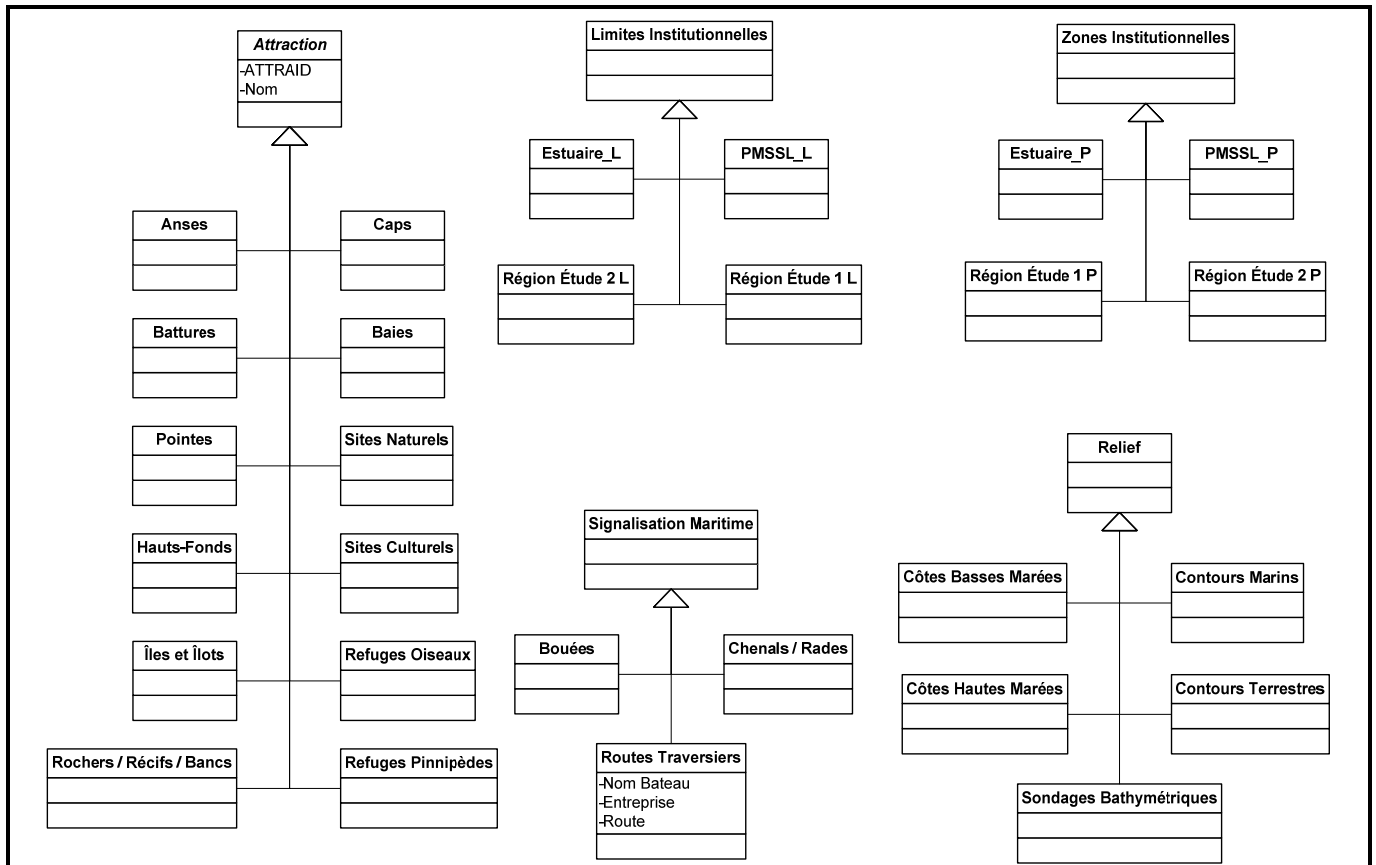 Attraction
-ATTRAID
-Nom
Anses
Caps
Battures
Baies
Pointes
Sites Naturels
Hauts-Fonds
Sites Culturels
Îles et Îlots
Refuges Oiseaux
Rochers / Récifs / Bancs
Refuges Pinnipèdes
Limites Institutionnelles
Estuaire_L
PMSSL_L
Région Étude 2 L
Région Étude 1 L
Zones Institutionnelles
Estuaire_P
PMSSL_P
Région Étude 1 P
Région Étude 2 P
Signalisation Maritime
Bouées
Chenals / Rades
Routes Traversiers
-Nom Bateau
-Entreprise
-Route
Relief
Côtes Basses Marées
Contours Marins
Côtes Hautes Marées
Contours Terrestres
Sondages Bathymétriques